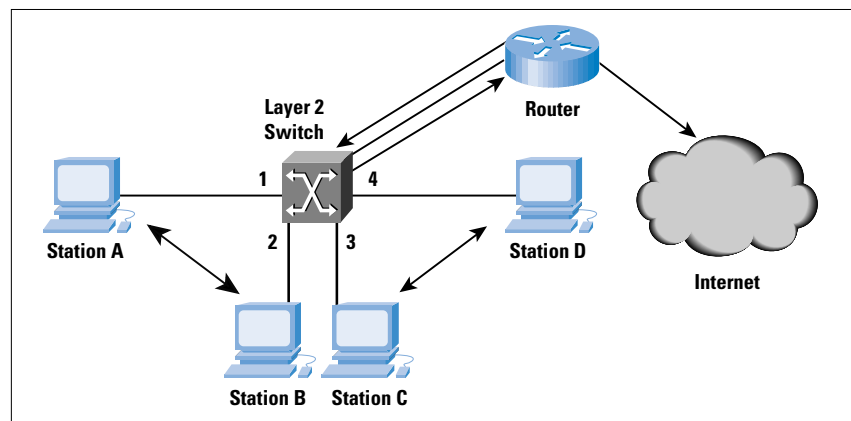 Layer 2
Switch
Router
1
4
2
3
Station A
Station D
Internet
Station B
Station C